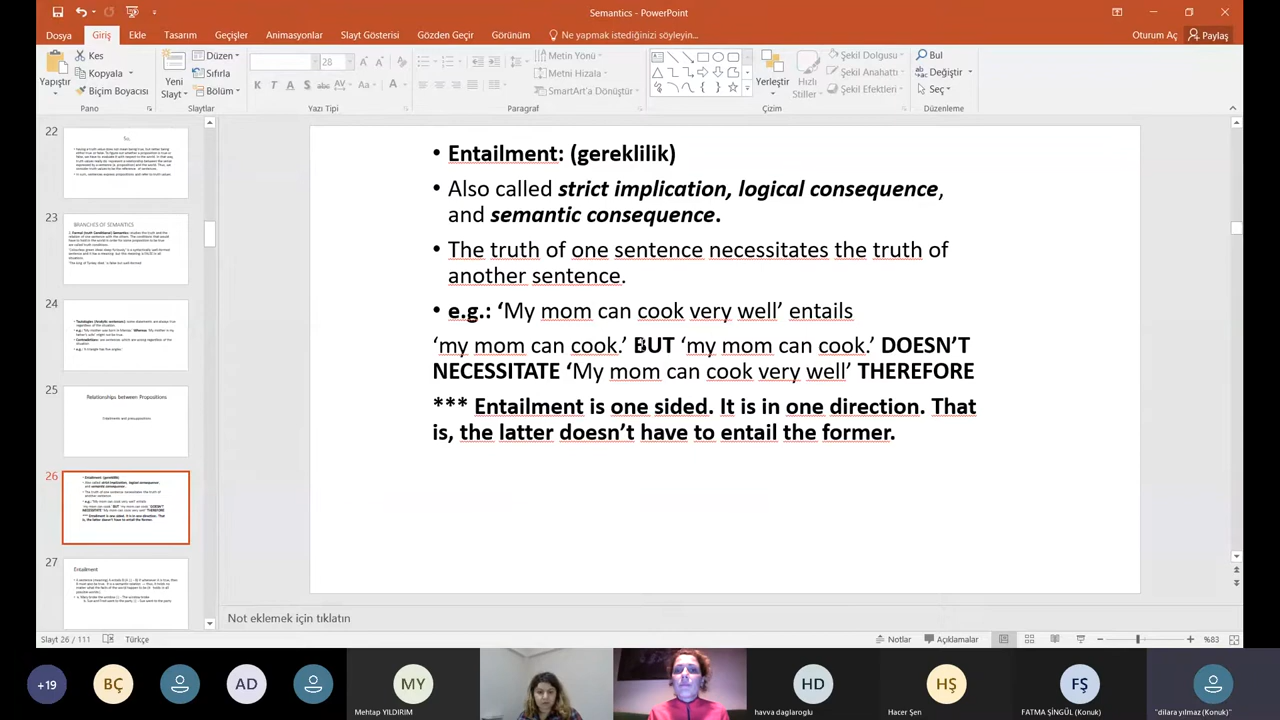 Semantics - PowerPoint
Dosya Giriş Ekle Tasarım Geçişler Animasyonlar Slayt Gösterisi Gözden Geçir Görünüm Ne yapmak istediğinizi söyleyin... Oturum Aç Paylaş
Yapıştır
Kes
Kopyala
Biçim Boyacısı
Pano
Yeni
Slayt
Düzen
Sıfırla
Bölüm
Slaytlar
28
K T A S abc AV Aa A
Yazı Tipi
Metin Yönü
Metni Hizala
SmartArt'a Dönüştür
Paragraf
Yerleştir
Hızlı
Stiller
Şekil Dolgusu
Şekil Anahattı
Şekil Efektleri
Çizim
Bul
Değiştir
Seç
Düzenleme
22
23
BRANCHES OF SEMANTICS
24
25
Relationships between Propositions
26
27
Entailment
• Entailment: (gereklilik)
• Also called strict implication, logical consequence,
and semantic consequence.
• The truth of one sentence necessitates the truth of
another sentence.
• e.g.: ‘My mom can cook very well’ entails
‘my mom can cook.’ BUT ‘my mom can cook.’ DOESN’T
NECESSITATE ‘My mom can cook very well’ THEREFORE
*** Entailment is one sided. It is in one direction. That
is, the latter doesn’t have to entail the former.
Not eklemek için tıklatın
Slayt 26 / 111 Türkçe Notlar Açıklamalar %83
+19 BÇ AD MY HD HŞ FŞ
Mehtap YILDIRIM havva daglaroglu Hacer Şen FATMA ŞİNGÜL (Konuk) "dilara yılmaz (Konuk)"